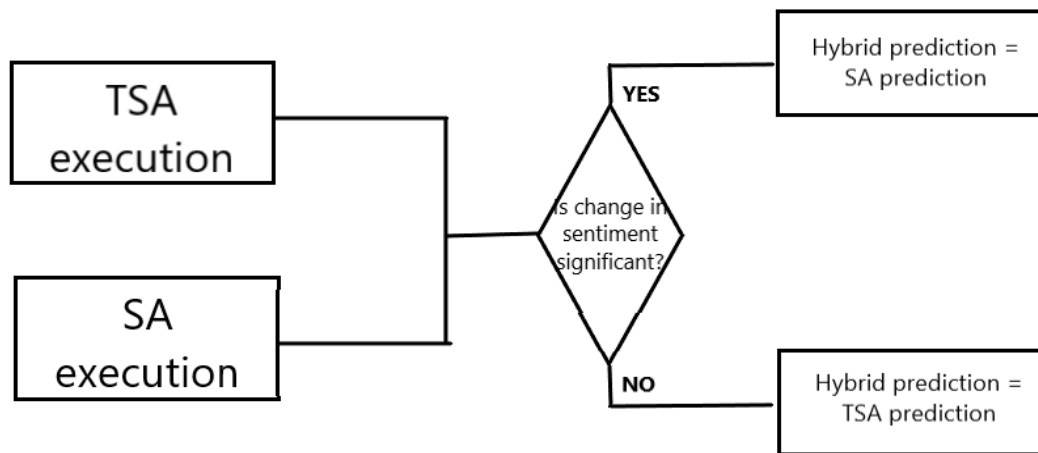 TSA
execution
SA
execution
Is change in
sentiment
significant?
YES
Hybrid prediction =
SA prediction
NO
Hybrid prediction =
TSA prediction